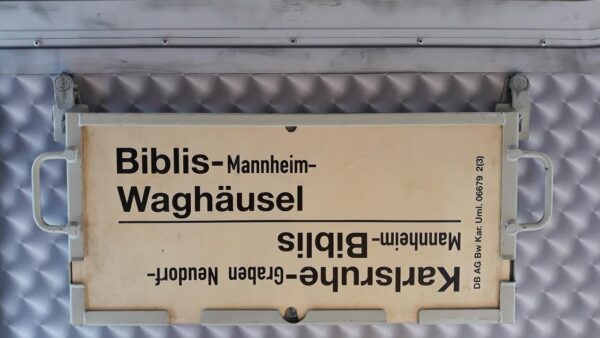 Biblis-Mannheim-
Waghäusel
Karlsruhe-Graben Neudorf-
Mannheim-Biblis
DB AG Bw Kar. Uml. 06679 2(3)